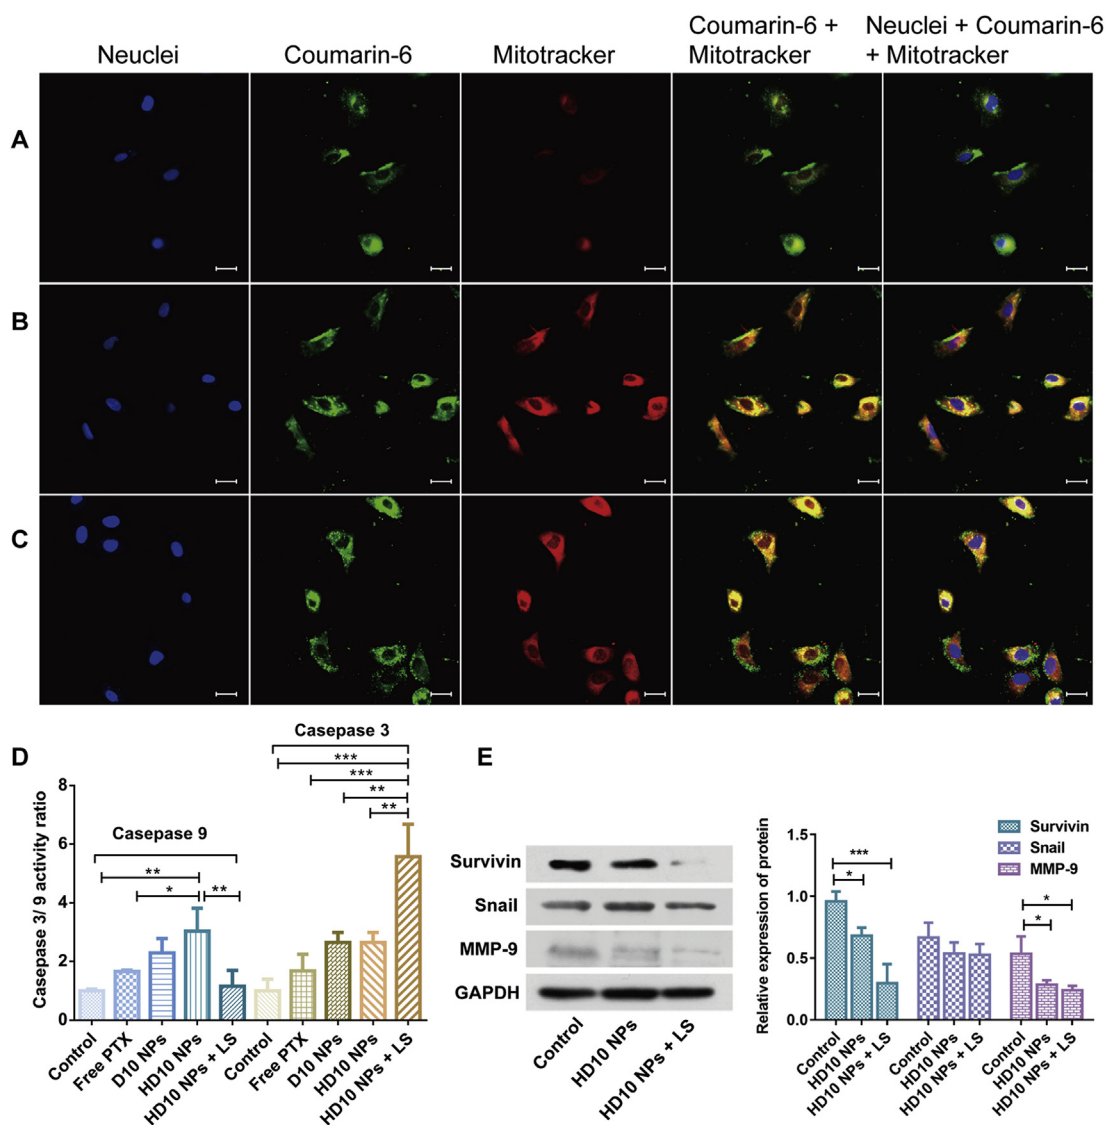 Neuclei
Coumarin-6
Mitotracker
Coumarin-6 +
Mitotracker
Neuclei + Coumarin-6
+ Mitotracker
A
B
C
D
Casepase 3/ 9 activity ratio
8
6
4
2
0
Casepase 3
***
***
**
**
Casepase 9
**
*
**
Control
Free PTX
D10 NPs
HD10 NPs
HD10 NPs + LS
Control
Free PTX
D10 NPs
HD10 NPs
HD10 NPs + LS
E
Survivin
Snail
MMP-9
GAPDH
Control
HD10 NPs
HD10 NPs + LS
Relative expression of protein
1.5
1.0
0.5
0.0
Survivin
Snail
MMP-9
***
*
*
*
Control
HD10 NPs
HD10 NPs + LS
Control
HD10 NPs
HD10 NPs + LS
Control
HD10 NPs
HD10 NPs + LS